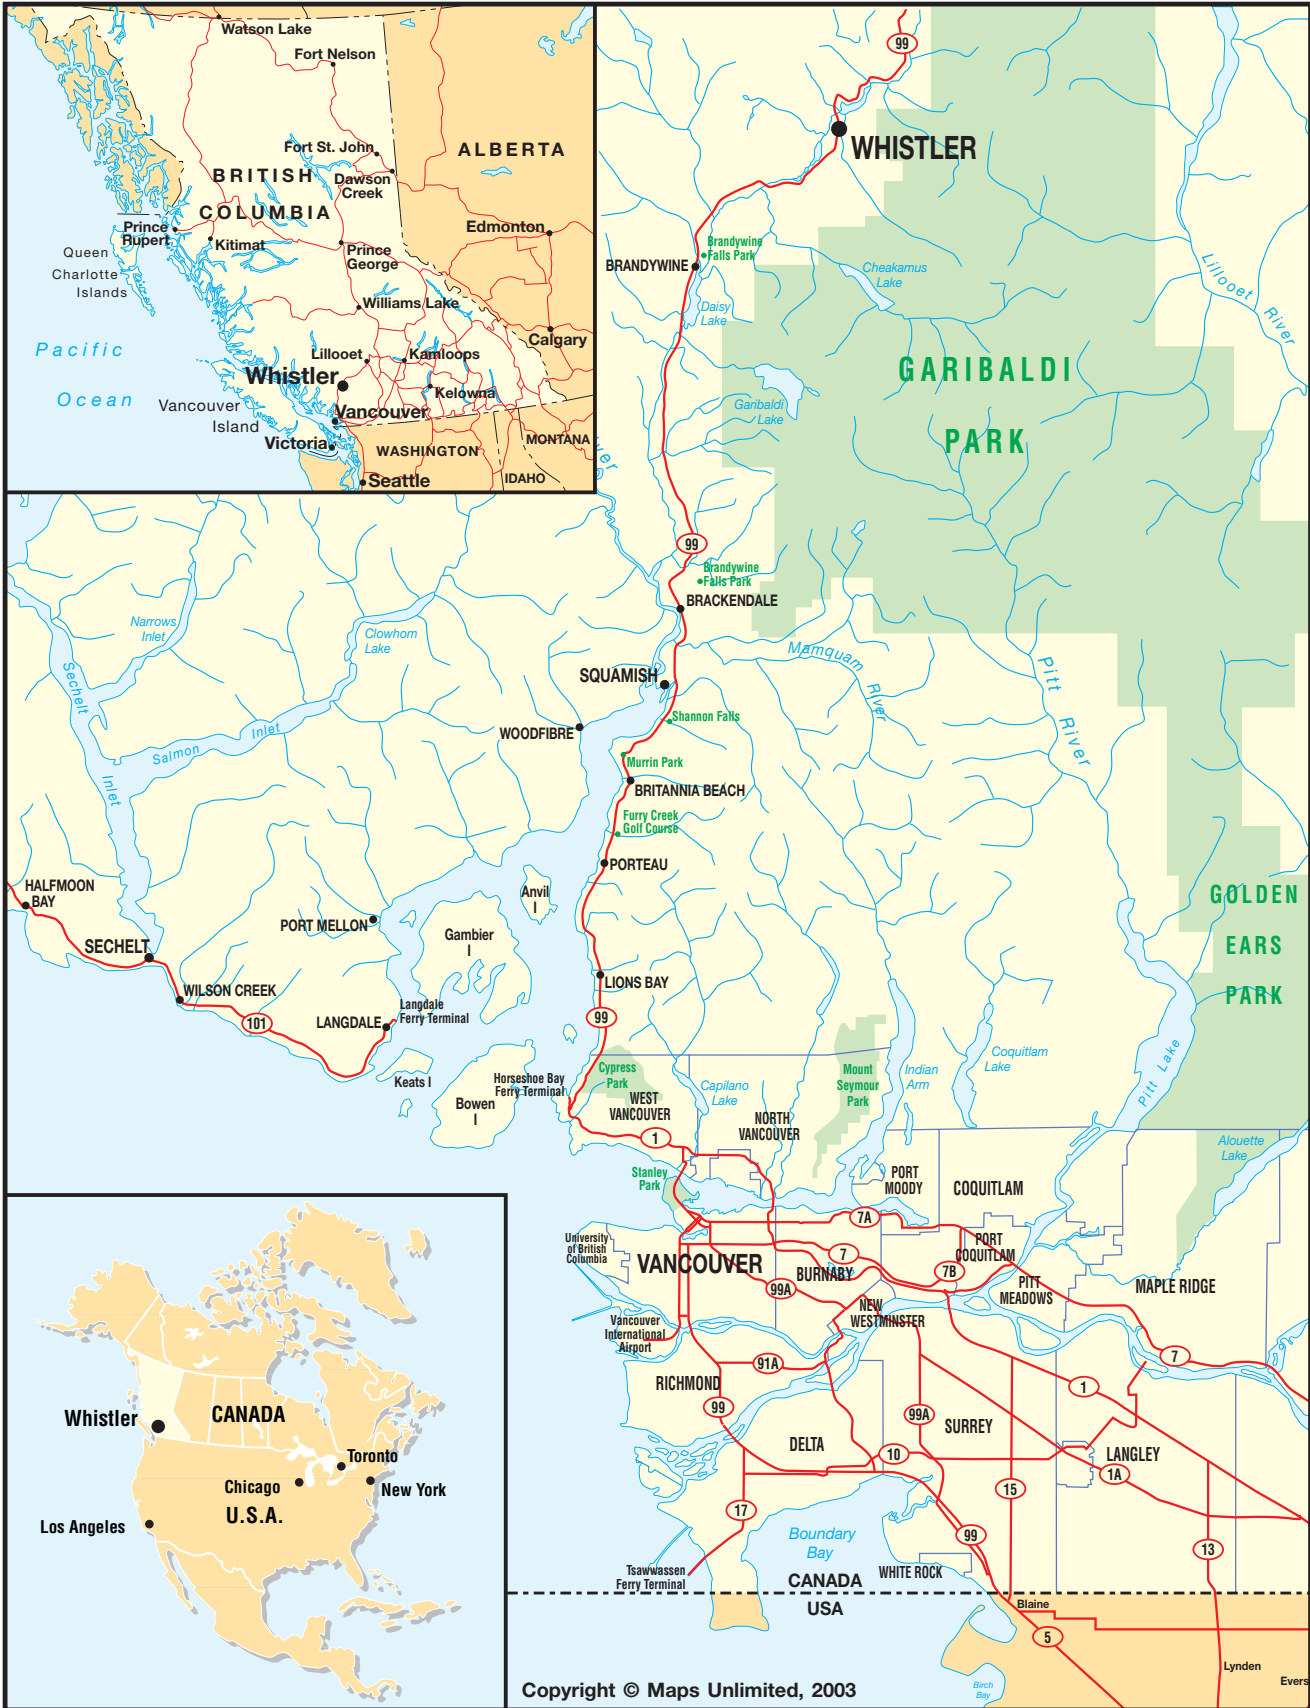 Watson Lake
Fort Nelson
Fort St. John
Dawson
Creek
BRITISH
COLUMBIA
ALBERTA
Edmonton
Prince
Rupert
Kitimat
Prince
George
Queen
Charlotte
Islands
Williams Lake
Calgary
Pacific
Ocean
Lillooet
Kamloops
Whistler
Kelowna
Vancouver
Island
Vancouver
Victoria
WASHINGTON
MONTANA
IDAHO
Seattle
99
WHISTLER
Brandywine
Falls Park
BRANDYWINE
Cheakamus
Lake
Daisy
Lake
Lillooet River
GARIBALDI
PARK
Garibaldi
Lake
ver
99
Brandywine
Falls Park
BRACKENDALE
Narrows
Inlet
Clowhom
Lake
Mamquam River
Pitt River
Sechelt Inlet
SQUAMISH
Shannon Falls
WOODFIBRE
Salmon Inlet
Murrin Park
BRITANNIA BEACH
Furry Creek
Golf Course
PORTEAU
HALFMOON
BAY
Anvil
I
GOLDEN
EARS
PARK
PORT MELLON
Gambier
I
SECHELT
LIONS BAY
WILSON CREEK
Langdale
Ferry Terminal
101
LANGDALE
99
Keats I
Horseshoe Bay
Ferry Terminal
Bowen
I
Cypress
Park
WEST
VANCOUVER
Capilano
Lake
Mount
Seymour
Park
Indian
Arm
Coquitlam
Lake
Pitt Lake
NORTH
VANCOUVER
1
Alouette
Lake
Stanley
Park
PORT
MOODY
COQUITLAM
7A
University
of British
Columbia
VANCOUVER
7
BURNABY
PORT
COQUITLAM
7B
99A
PITT
MEADOWS
MAPLE RIDGE
NEW
WESTMINSTER
Vancouver
International
Airport
91A
7
RICHMOND
1
99
99A
SURREY
DELTA
10
LANGLEY
1A
15
17
Boundary
Bay
99
13
Tsawwassen
Ferry Terminal
WHITE ROCK
CANADA
USA
Blaine
5
Lynden
Birch
Bay
Evers
Whistler
CANADA
Toronto
Chicago
New York
U.S.A.
Los Angeles
Copyright © Maps Unlimited, 2003